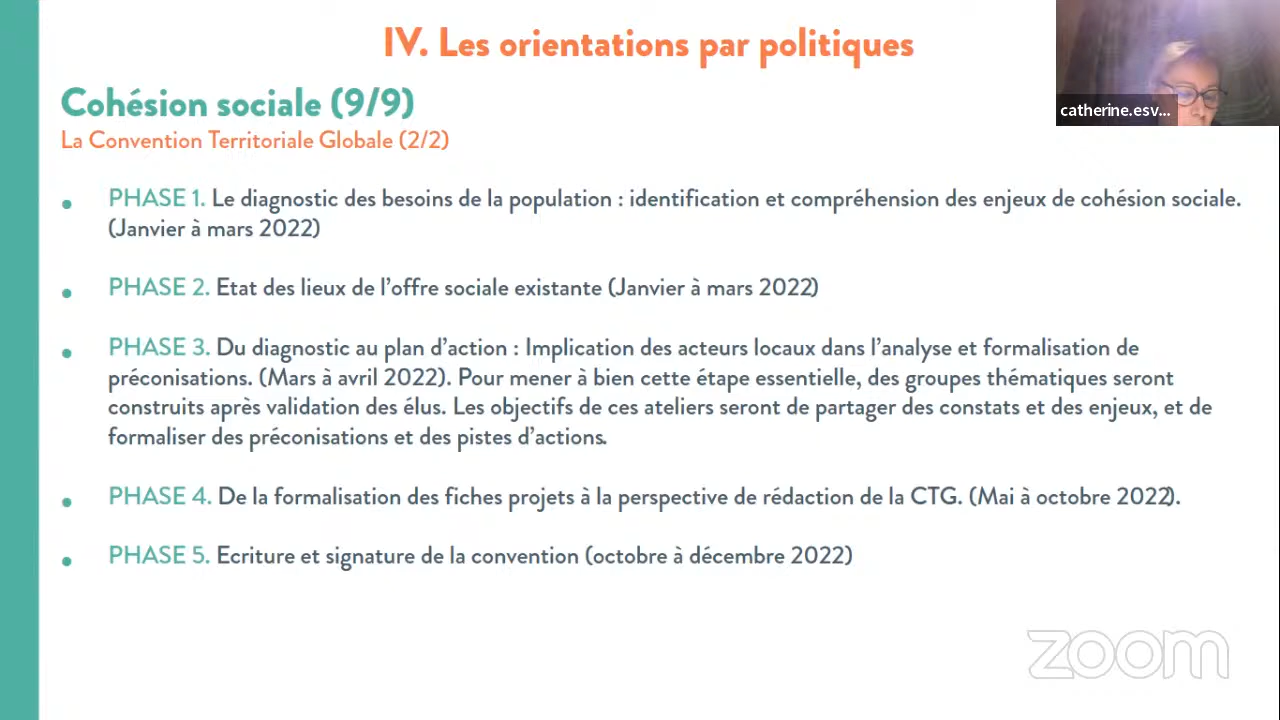 IV. Les orientations par politiques
catherine.esv...
Cohésion sociale (9/9)
La Convention Territoriale Globale (2/2)
• PHASE 1. Le diagnostic des besoins de la population : identification et compréhension des enjeux de cohésion sociale.
(Janvier à mars 2022)
• PHASE 2. Etat des lieux de l’offre sociale existante (Janvier à mars 2022)
• PHASE 3. Du diagnostic au plan d’action : Implication des acteurs locaux dans l’analyse et formalisation de
préconisations. (Mars à avril 2022). Pour mener à bien cette étape essentielle, des groupes thématiques seront
construits après validation des élus. Les objectifs de ces ateliers seront de partager des constats et des enjeux, et de
formaliser des préconisations et des pistes d’actions.
• PHASE 4. De la formalisation des fiches projets à la perspective de rédaction de la CTG. (Mai à octobre 2022).
• PHASE 5. Ecriture et signature de la convention (octobre à décembre 2022)
zoom